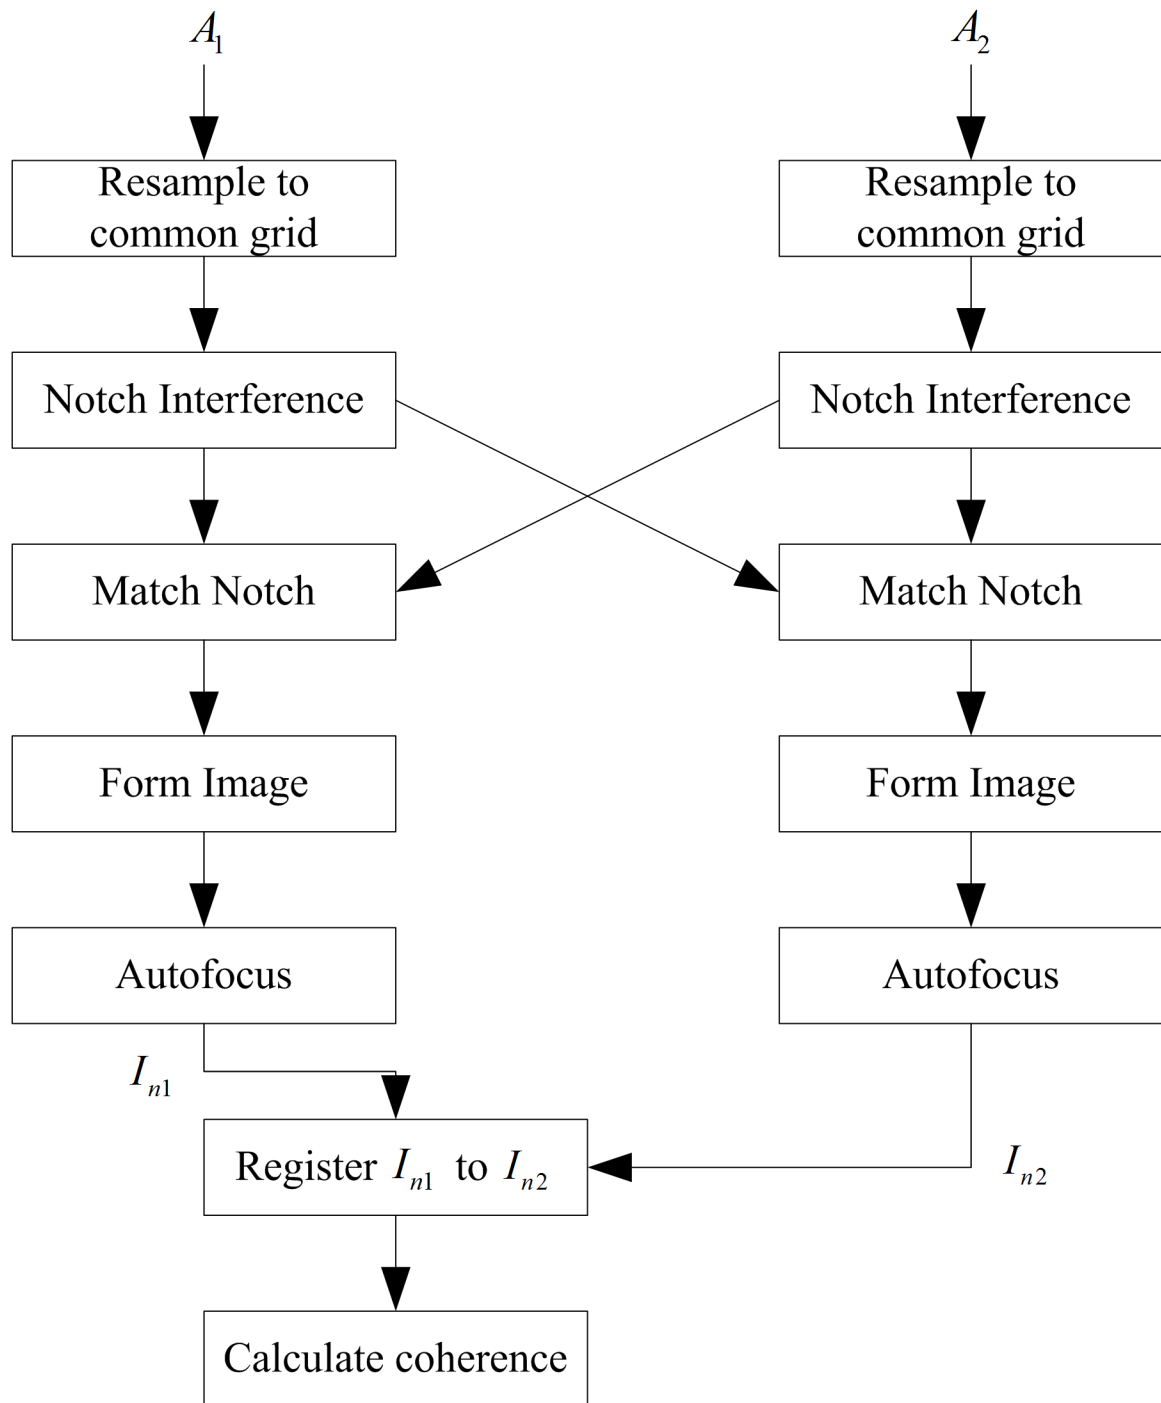 A1
A2
Resample to
common grid
Resample to
common grid
Notch Interference
Notch Interference
Match Notch
Match Notch
Form Image
Form Image
Autofocus
Autofocus
In1
Register In1 to In2
In2
Calculate coherence